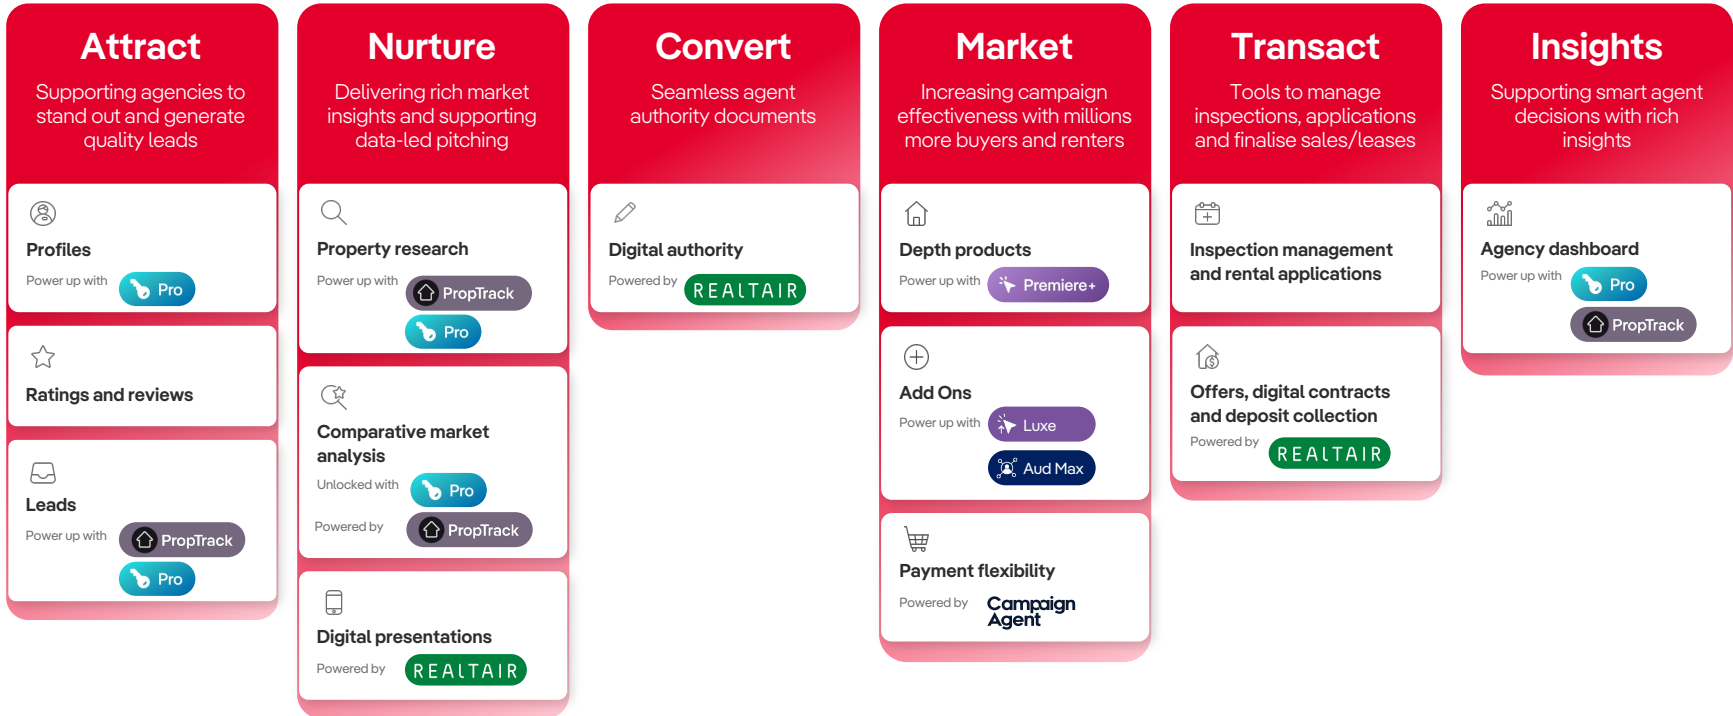 Attract
Supporting agencies to
stand out and generate
quality leads
Profiles
Power up with
Pro
Ratings and reviews
Leads
Power up with
PropTrack
Pro
Nurture
Delivering rich market
insights and supporting
data-led pitching
Property research
Power up with
PropTrack
Pro
Comparative market
analysis
Unlocked with
Pro
Powered by
PropTrack
Digital presentations
Powered by
REALTAIR
Convert
Seamless agent
authority documents
Digital authority
Powered by
REALTAIR
Market
Increasing campaign
effectiveness with millions
more buyers and renters
Depth products
Power up with
Premiere+
Add Ons
Power up with
Luxe
Aud Max
Payment flexibility
Powered by
Campaign
Agent
Transact
Tools to manage
inspections, applications
and finalise sales/leases
Inspection management
and rental applications
Offers, digital contracts
and deposit collection
Powered by
REALTAIR
Insights
Supporting smart agent
decisions with rich
insights
Agency dashboard
Power up with
Pro
PropTrack